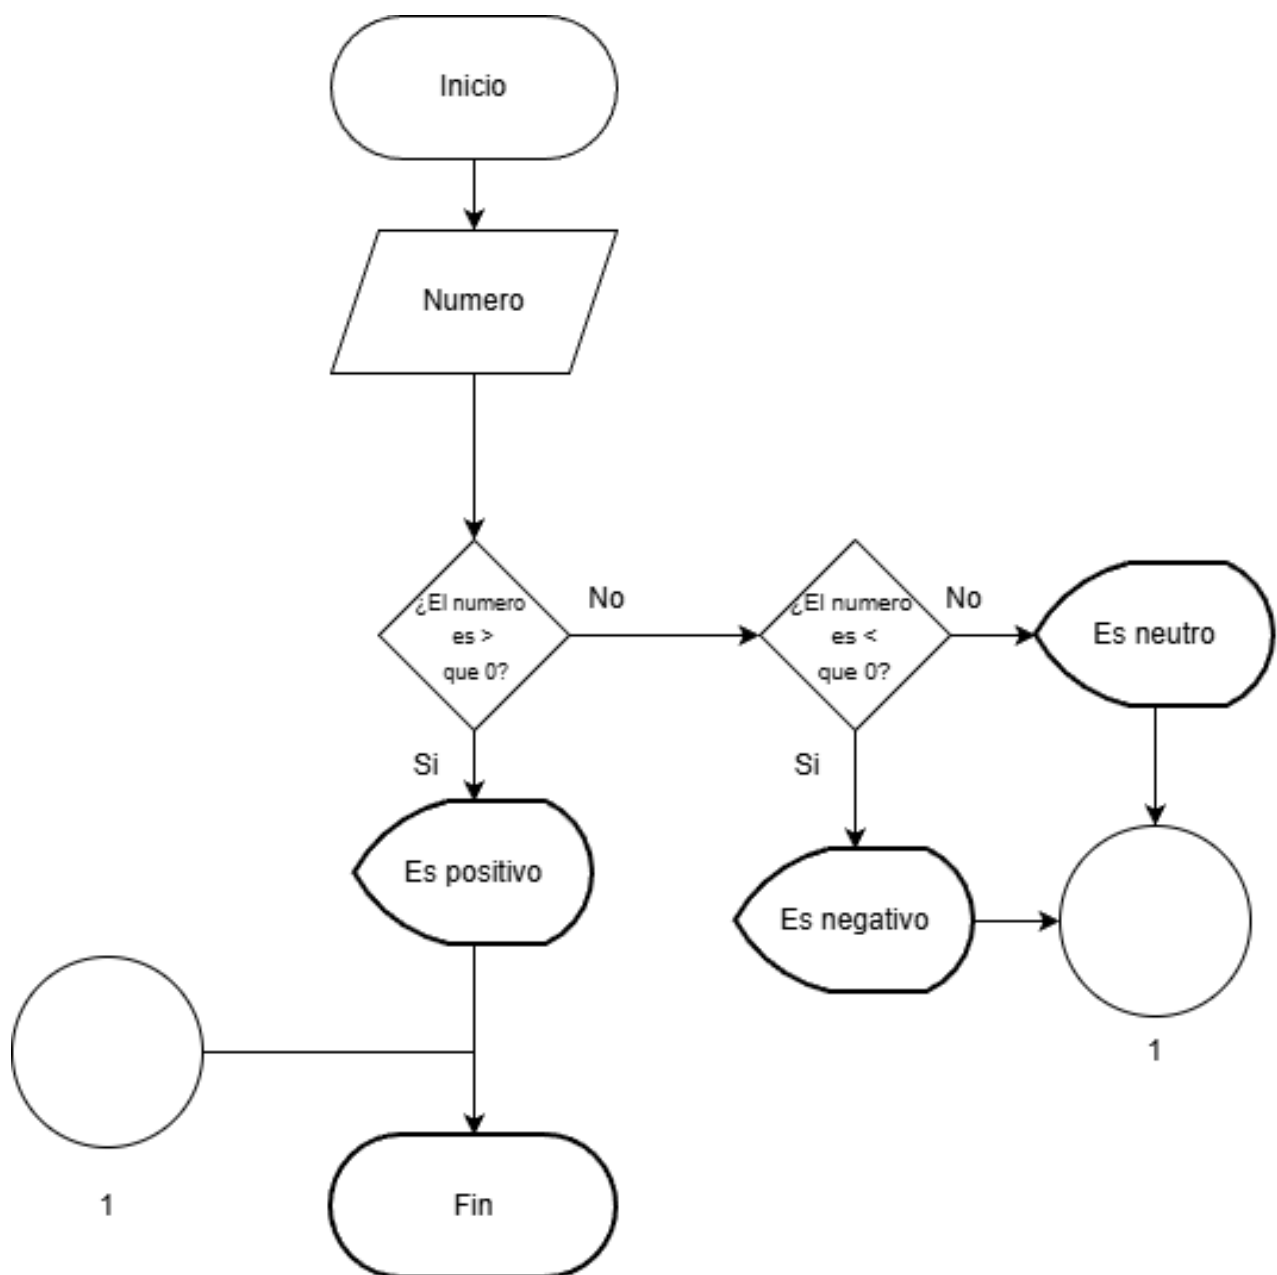 Inicio
Numero
¿El numero
es >
que 0?
No
¿El numero
es <
que 0?
No
Es neutro
Si
Si
Es positivo
Es negativo
1
1
Fin